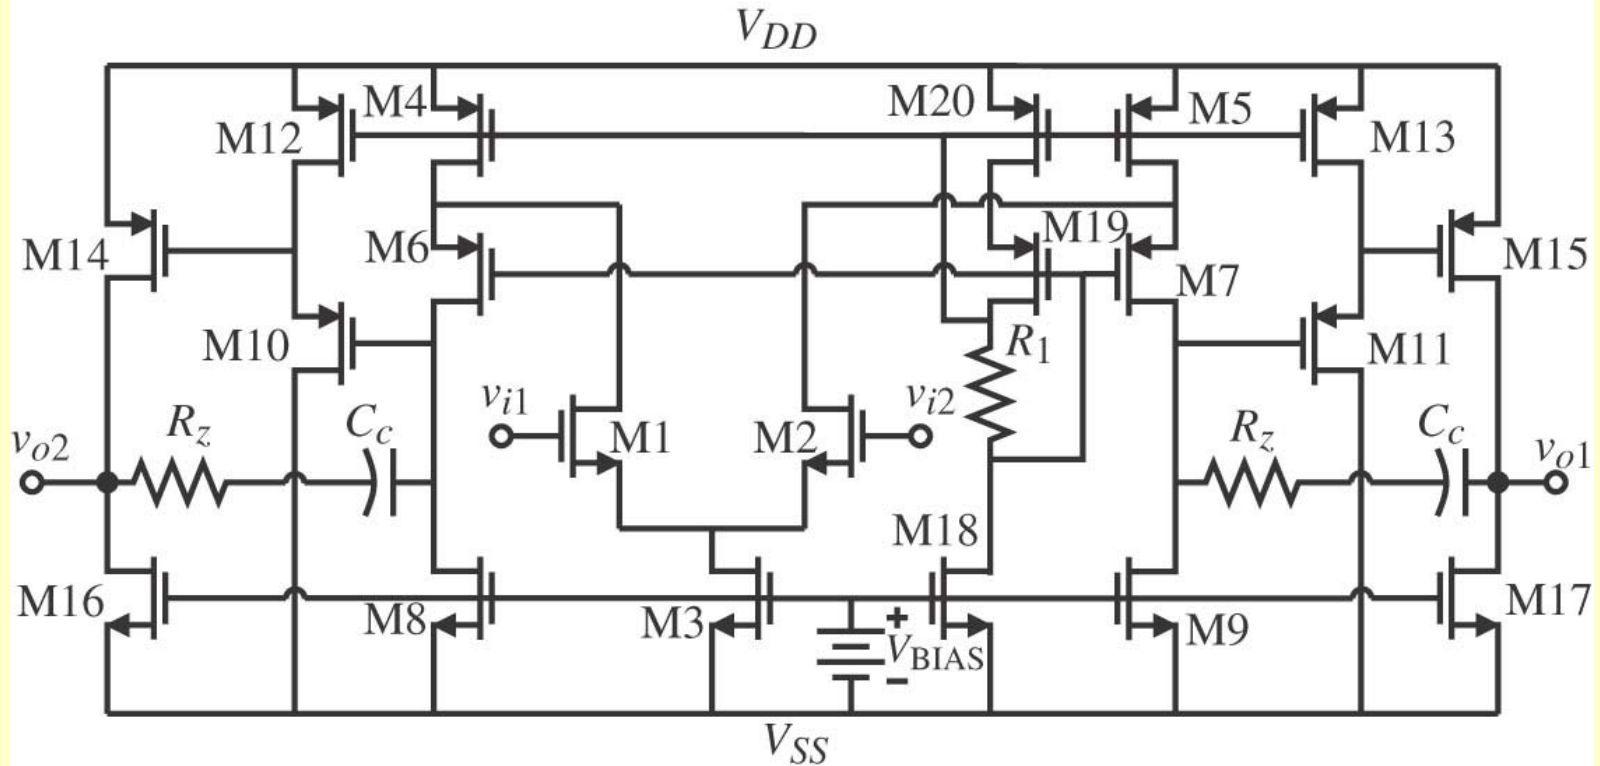 V_DD
M4 M20 M5
M12 M13
M6 M19
M14 M7 M15
M10 R_1 M11
v_i1 v_i2
R_z C_c M1 M2 R_z C_c
v_o2 v_o1
M18
M16 M8 M3 + M9 M17
V_BIAS
-
V_SS